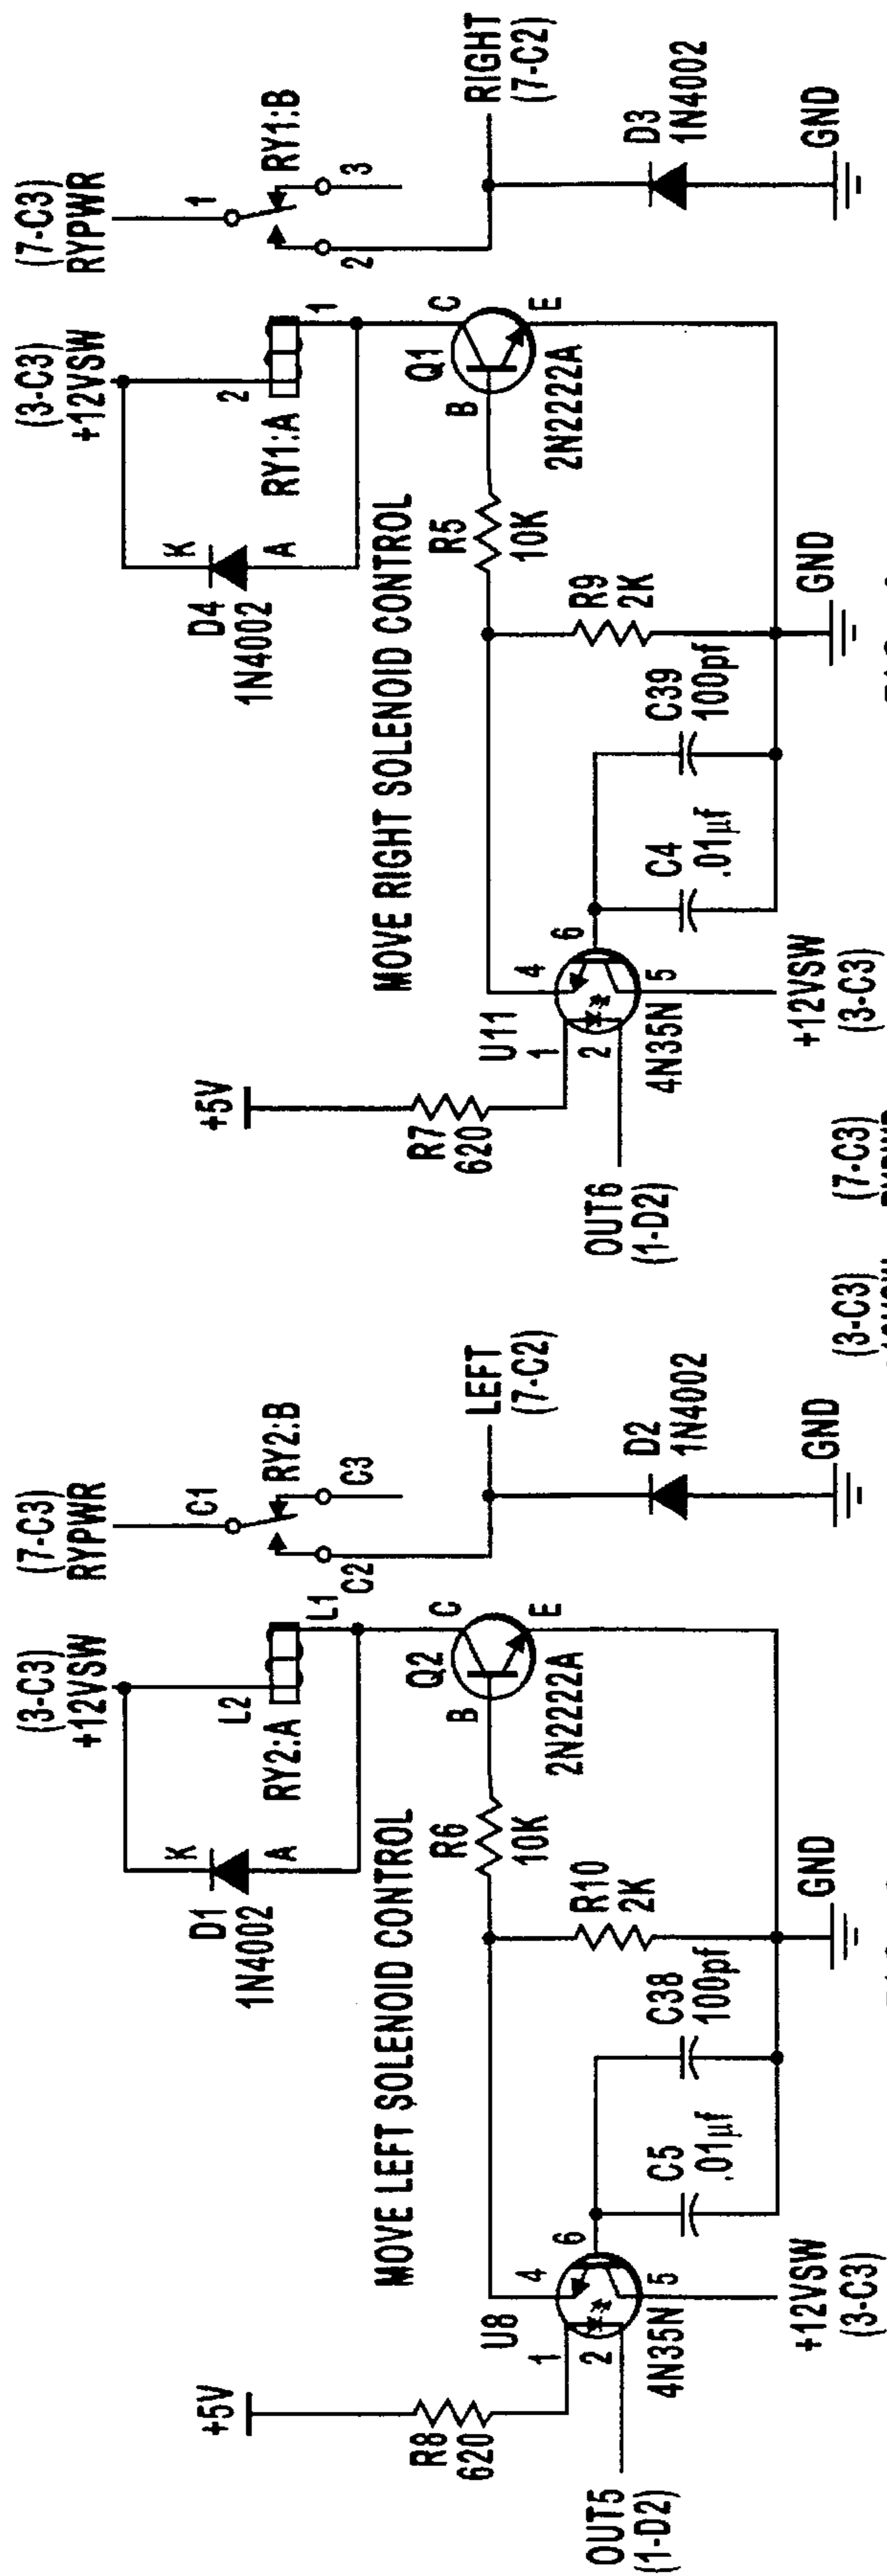 MOVE LEFT SOLENOID CONTROL
+5V
R8
620
OUT5
(1-D2)
U8
1
2
4
6
5
4N35N
+12VSW
(3-C3)
C5
.01µf
C38
100pf
R10
2K
GND
R6
10K
D1
1N4002
K
A
(3-C3)
+12VSW
L2
L1
RY2:A
Q2
B
C
E
2N2222A
(7-C3)
RYPWR
C1
C2
C3
RY2:B
LEFT
(7-C2)
D2
1N4002
GND
MOVE RIGHT SOLENOID CONTROL
+5V
R7
620
OUT6
(1-D2)
U11
1
2
4
6
5
4N35N
+12VSW
(3-C3)
C4
.01µf
C39
100pf
R9
2K
GND
R5
10K
D4
1N4002
K
A
(3-C3)
+12VSW
2
1
RY1:A
Q1
B
C
E
2N2222A
(7-C3)
RYPWR
1
2
3
RY1:B
RIGHT
(7-C2)
D3
1N4002
GND
(3-C3)
(7-C3)